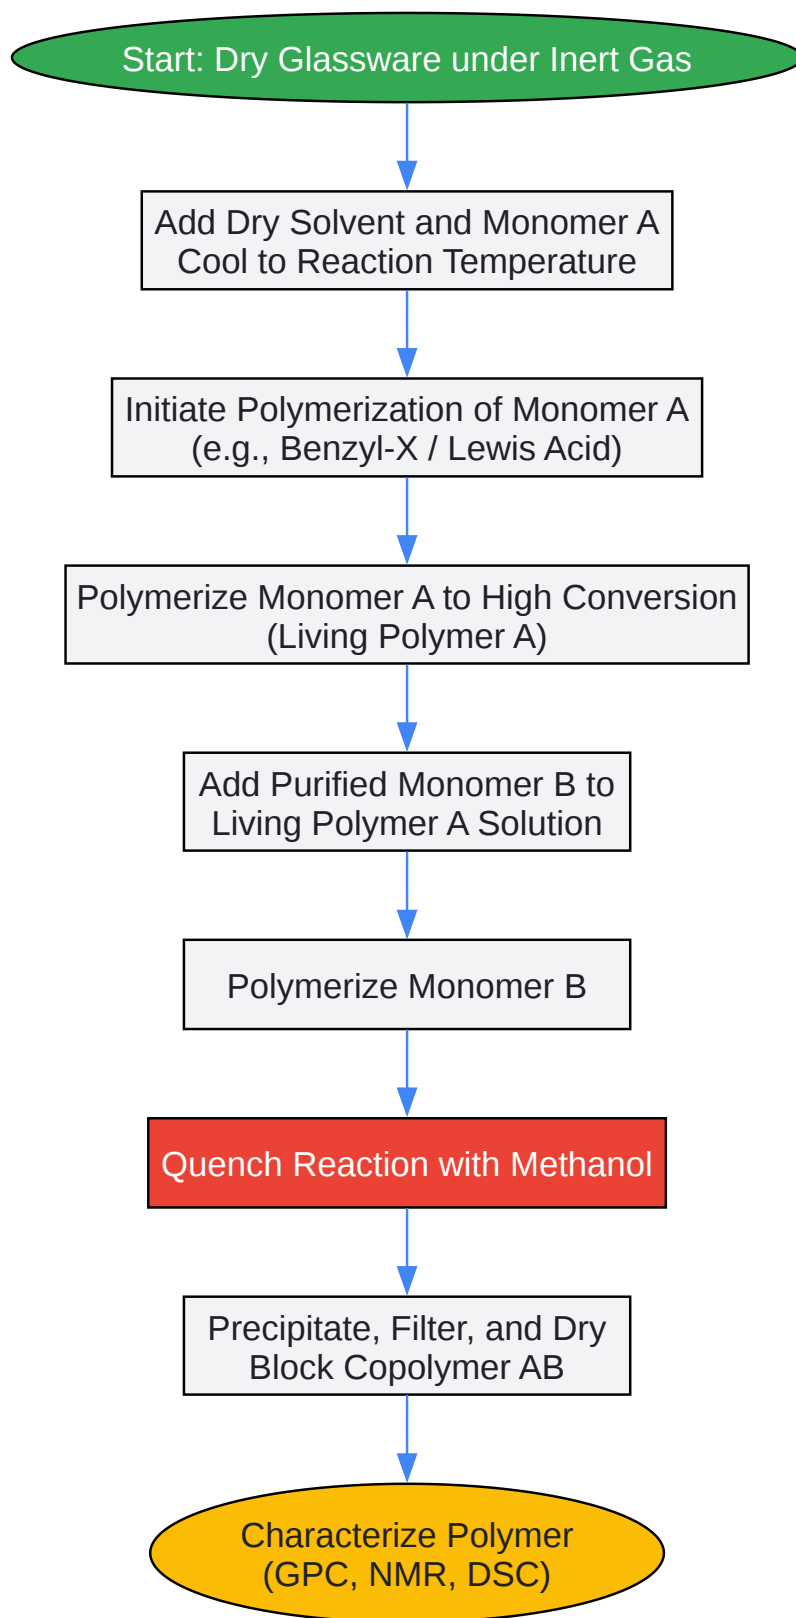 Start: Dry Glassware under Inert Gas
Add Dry Solvent and Monomer A
Cool to Reaction Temperature
Initiate Polymerization of Monomer A
(e.g., Benzyl-X / Lewis Acid)
Polymerize Monomer A to High Conversion
(Living Polymer A)
Add Purified Monomer B to
Living Polymer A Solution
Polymerize Monomer B
Quench Reaction with Methanol
Precipitate, Filter, and Dry
Block Copolymer AB
Characterize Polymer
(GPC, NMR, DSC)